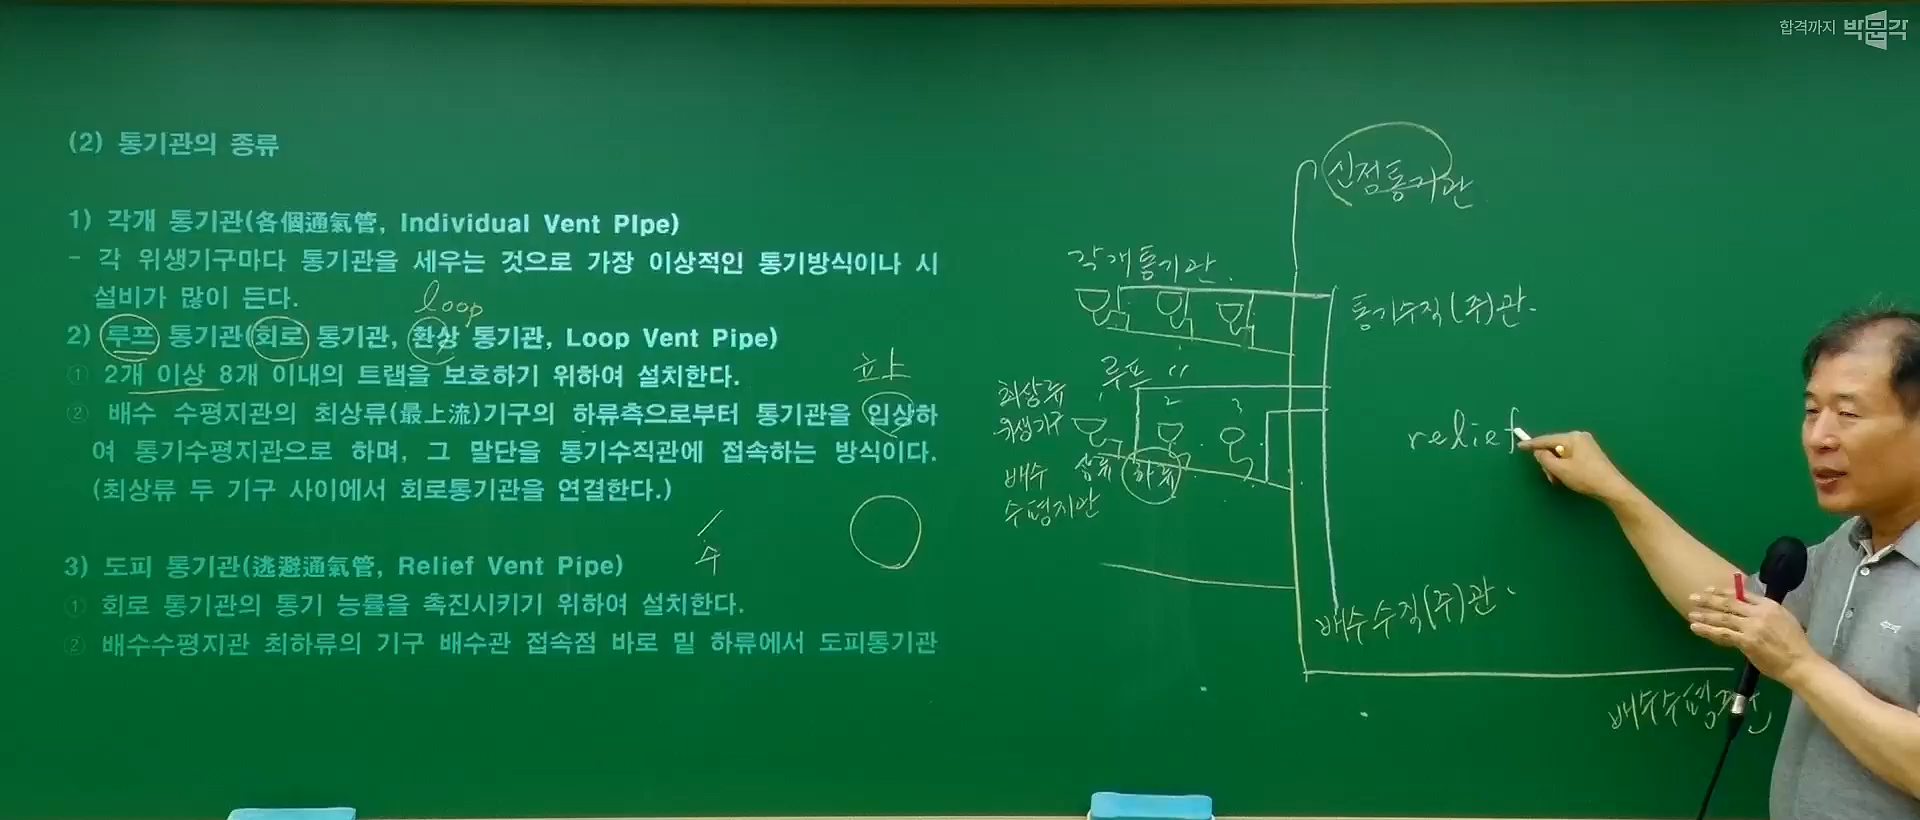 합격까지 박문각
(2) 통기관의 종류
1) 각개 통기관(各個通氣管, Individual Vent PIpe)
- 각 위생기구마다 통기관을 세우는 것으로 가장 이상적인 통기방식이나 시
설비가 많이 든다.
loop
2) 루프 통기관(회로 통기관, 환상 통기관, Loop Vent Pipe)
① 2개 이상 8개 이내의 트랩을 보호하기 위하여 설치한다.
② 배수 수평지관의 최상류(最上流)기구의 하류측으로부터 통기관을 입상하
여 통기수평지관으로 하며, 그 말단을 통기수직관에 접속하는 방식이다.
(최상류 두 기구 사이에서 회로통기관을 연결한다.)
수
3) 도피 통기관(逃避通氣管, Relief Vent Pipe)
① 회로 통기관의 통기 능률을 촉진시키기 위하여 설치한다.
② 배수수평지관 최하류의 기구 배수관 접속점 바로 밑 하류에서 도피통기관
신정통기관
각개통기관.
통기수직(주)관.
루프 "
최상류
위생기구
2 3
배수 상류 하류
수평지관
relief
배수수직(주)관.